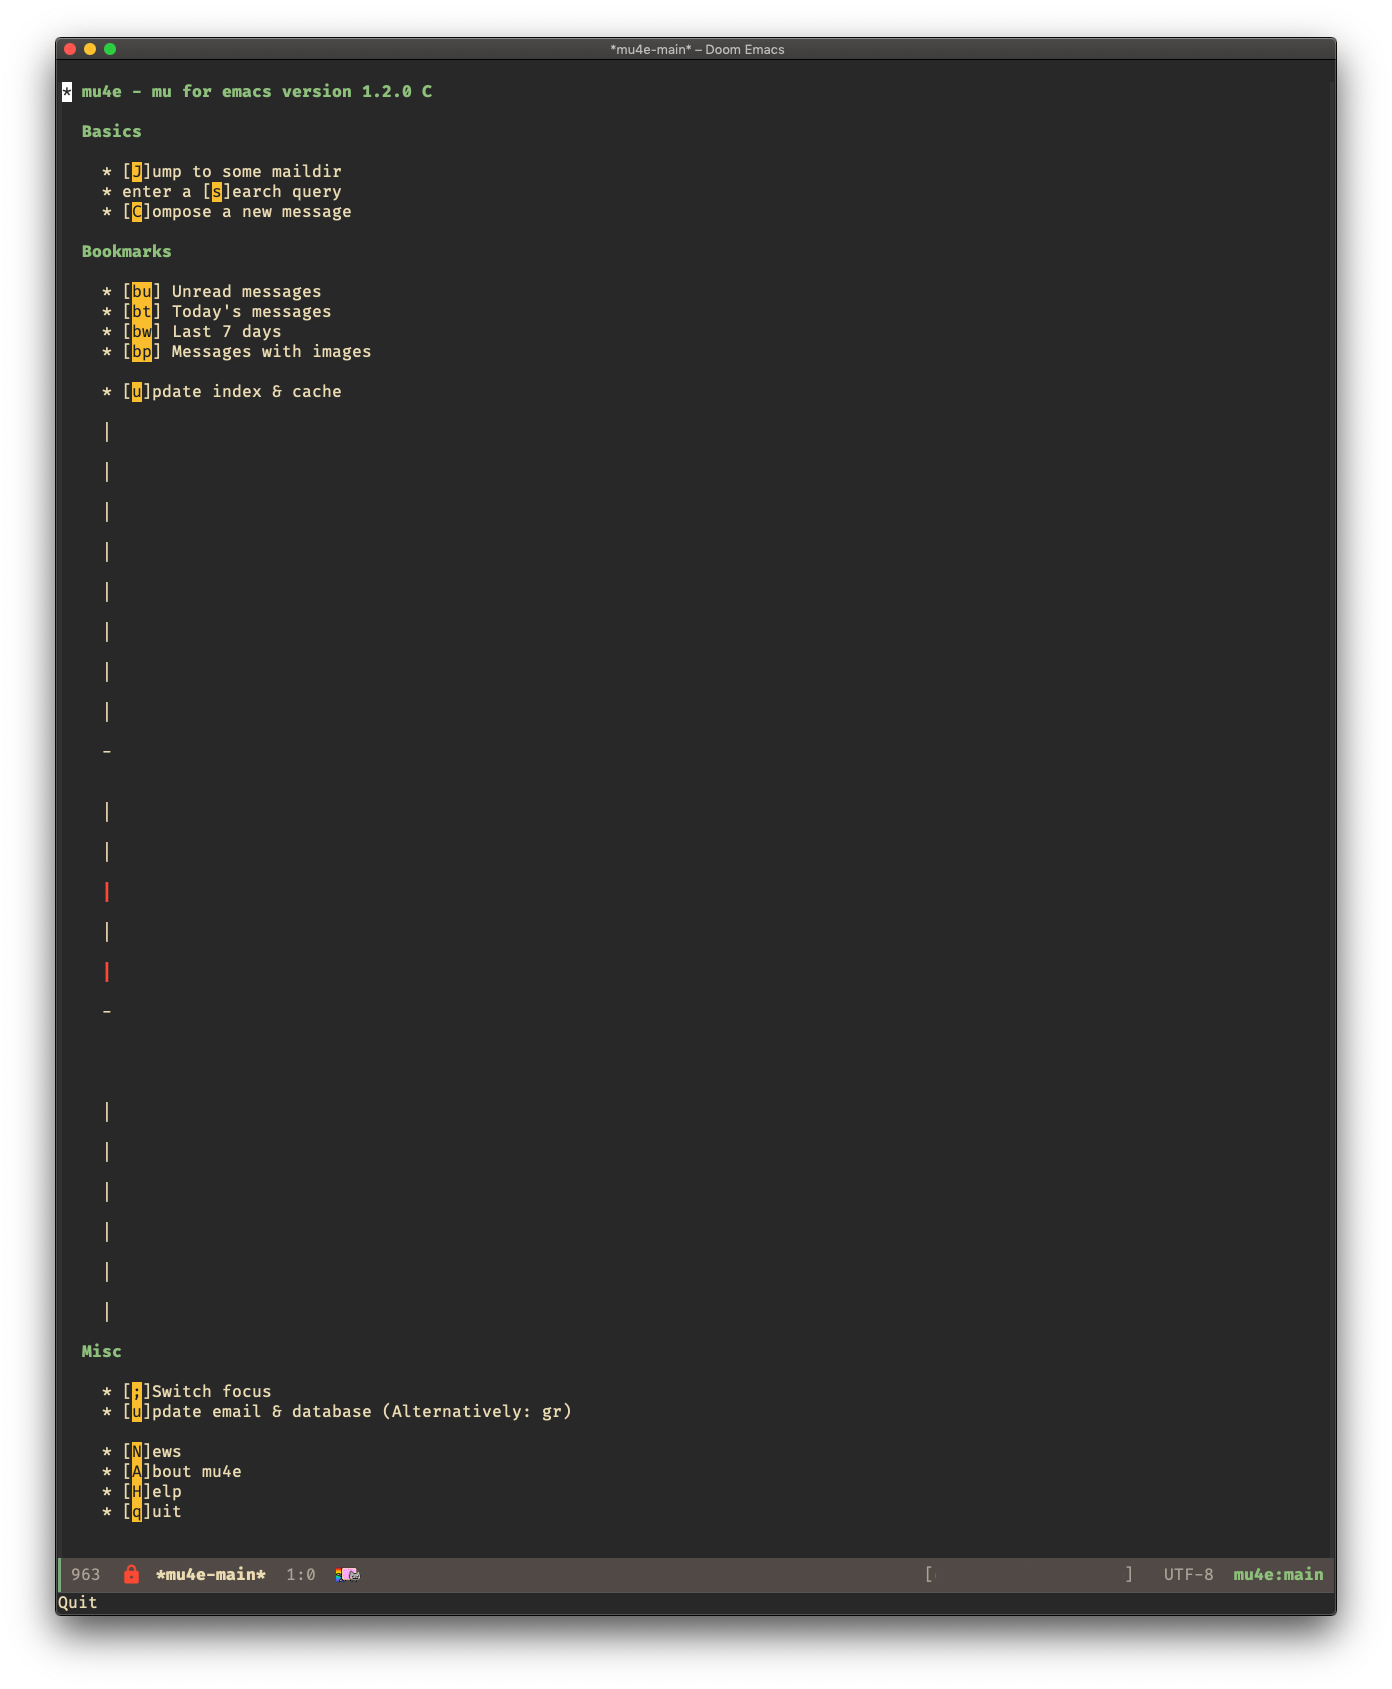 *mu4e-main* – Doom Emacs
* mu4e - mu for emacs version 1.2.0 C
Basics
* [J]ump to some maildir
* enter a [s]earch query
* [C]ompose a new message
Bookmarks
* [bu] Unread messages
* [bt] Today's messages
* [bw] Last 7 days
* [bp] Messages with images
* [u]pdate index & cache
|
|
|
|
|
|
|
|
-
|
|
|
|
|
-
|
|
|
|
|
|
Misc
* [;]Switch focus
* [u]pdate email & database (Alternatively: gr)
* [N]ews
* [A]bout mu4e
* [H]elp
* [q]uit
963 *mu4e-main* 1:0 [ ] UTF-8 mu4e:main
Quit